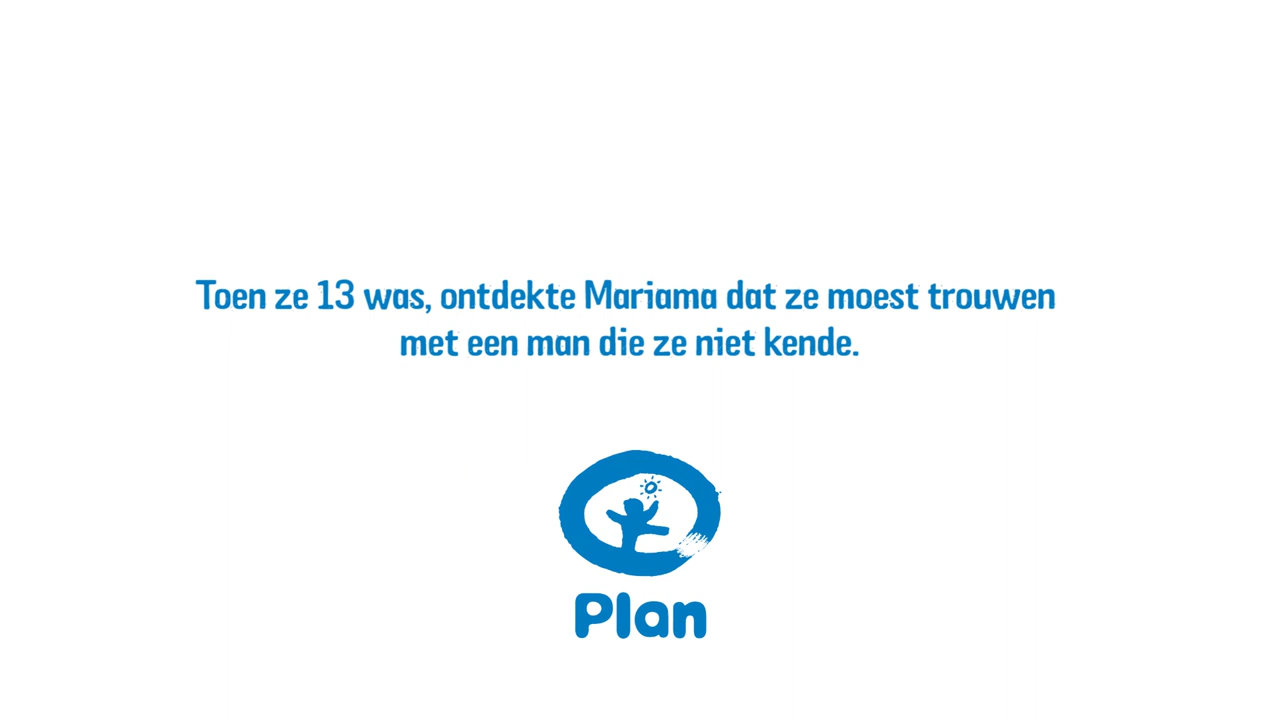 Toen ze 13 was, ontdekte Mariama dat ze moest trouwen
met een man die ze niet kende.
Plan